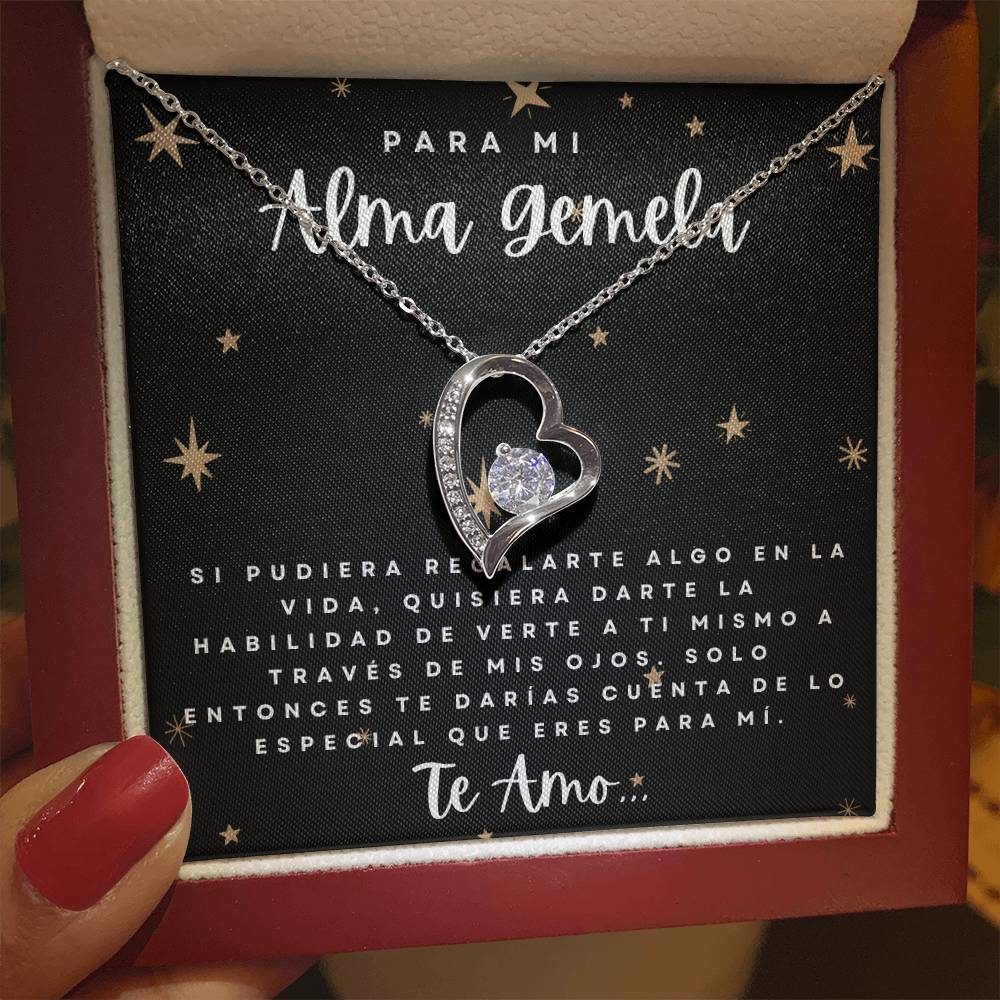 PARA MI
Alma gemela
SI PUDIERA REGALARTE ALGO EN LA
VIDA, QUISIERA DARTE LA
HABILIDAD DE VERTE A TI MISMO A
TRAVÉS DE MIS OJOS. SOLO
ENTONCES TE DARÍAS CUENTA DE LO
ESPECIAL QUE ERES PARA MÍ.
Te Amo...